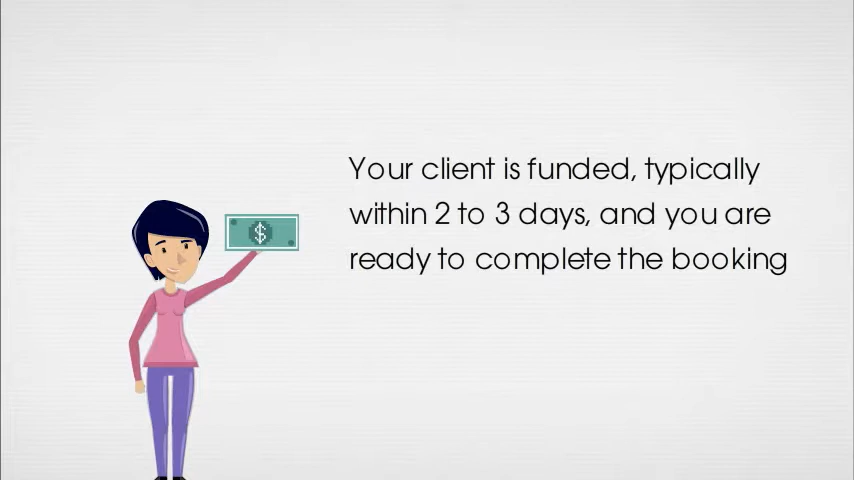 $
Your client is funded, typically
within 2 to 3 days, and you are
ready to complete the booking